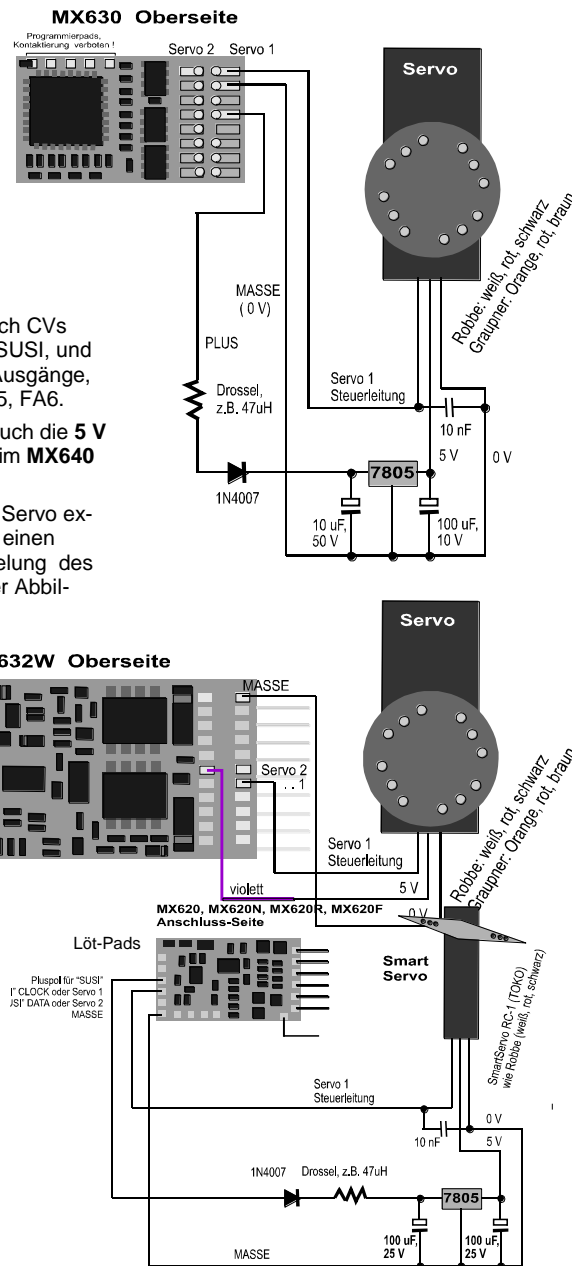 MX630 Oberseite
Programmierpads,
Kontaktierung verboten !
Servo 2 Servo 1
Servo
Robbe: weiß, rot, schwarz
Graupner: Orange, rot, braun
MASSE
( 0 V)
PLUS
Drossel,
z.B. 47uH
Servo 1
Steuerleitung
10 nF
5 V
0 V
7805
1N4007
10 uF,
50 V
100 uF,
10 V
ch CVs
SUSI, und
Ausgänge,
5, FA6.
uch die 5 V
im MX640
Servo ex-
einen
elung des
er Abbil-
632W Oberseite
MASSE
Servo 2
. . 1
Servo
Robbe: weiß, rot, schwarz
Graupner: Orange, rot, braun
Servo 1
Steuerleitung
violett
5 V
0 V
MX620, MX620N, MX620R, MX620F
Anschluss-Seite
Löt-Pads
Pluspol für "SUSI"
I" CLOCK oder Servo 1
USI" DATA oder Servo 2
MASSE
Smart
Servo
SmartServo RC-1 (TOKO)
wie Robbe (weiß, rot, schwarz)
Servo 1
Steuerleitung
0 V
10 nF
5 V
1N4007
Drossel, z.B. 47uH
7805
100 uF,
25 V
100 uF,
25 V
MASSE